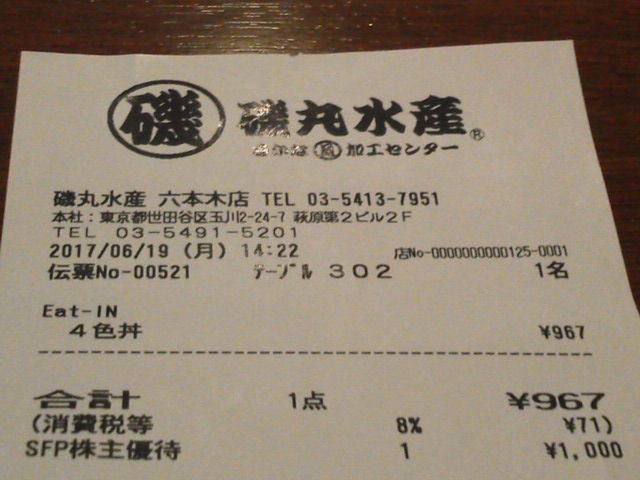 磯 磯丸水産®
さかな 魚 加工センター
磯丸水産 六本木店 TEL 03-5413-7951
本社：東京都世田谷区玉川2-24-7 萩原第2ビル2F
TEL 03-5491-5201
2017/06/19 (月) 14:22 店No-0000000000125-0001
伝票No-00521 テーブル 302 1名
Eat-IN
4色丼 ¥967
合計 1点 ¥967
(消費税等 8% ¥71)
SFP株主優待 1 ¥1,000